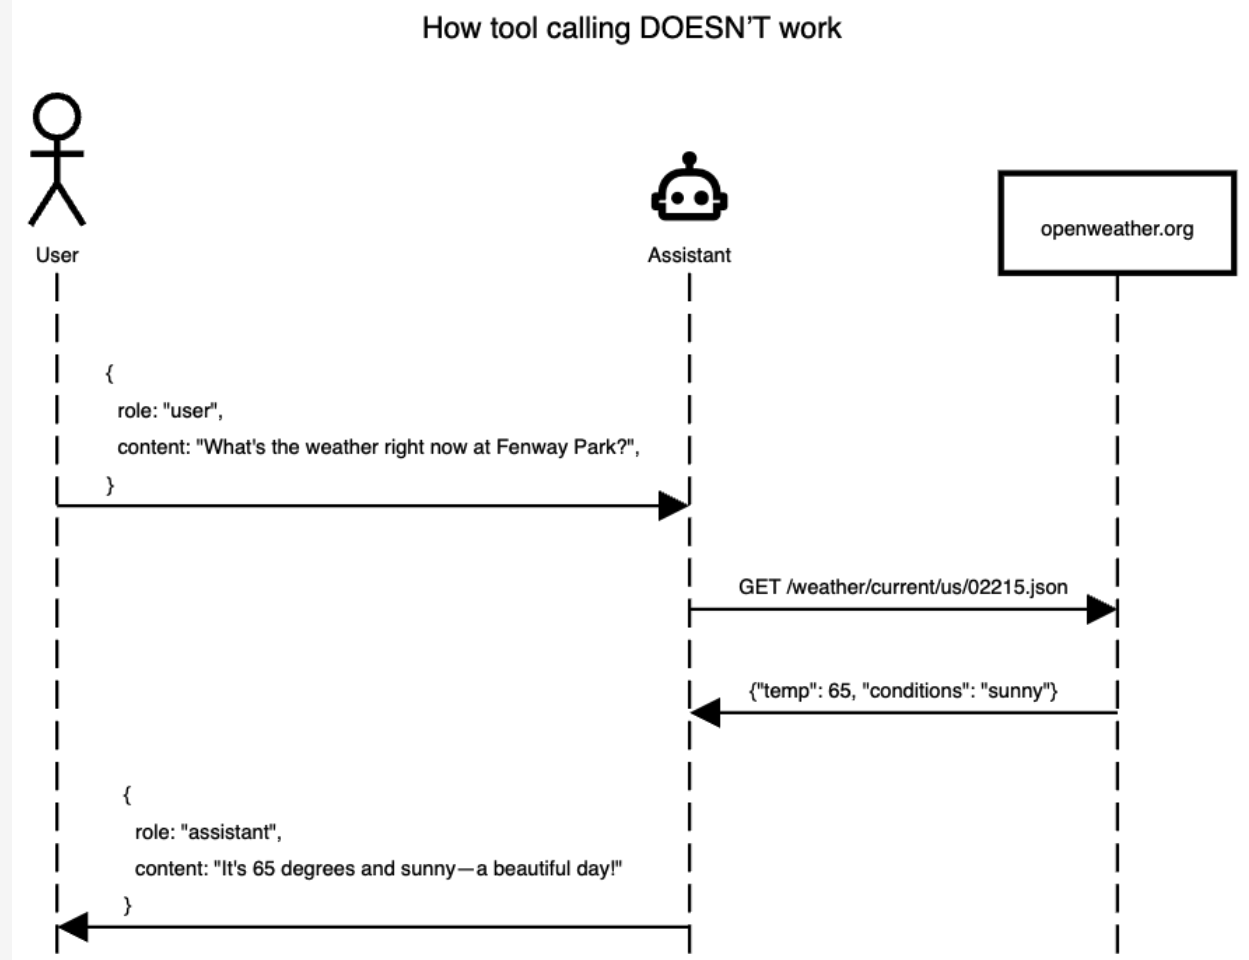 How tool calling DOESN’T work
User
Assistant
openweather.org
{
role: "user",
content: "What's the weather right now at Fenway Park?",
}
GET /weather/current/us/02215.json
{"temp": 65, "conditions": "sunny"}
{
role: "assistant",
content: "It's 65 degrees and sunny—a beautiful day!"
}